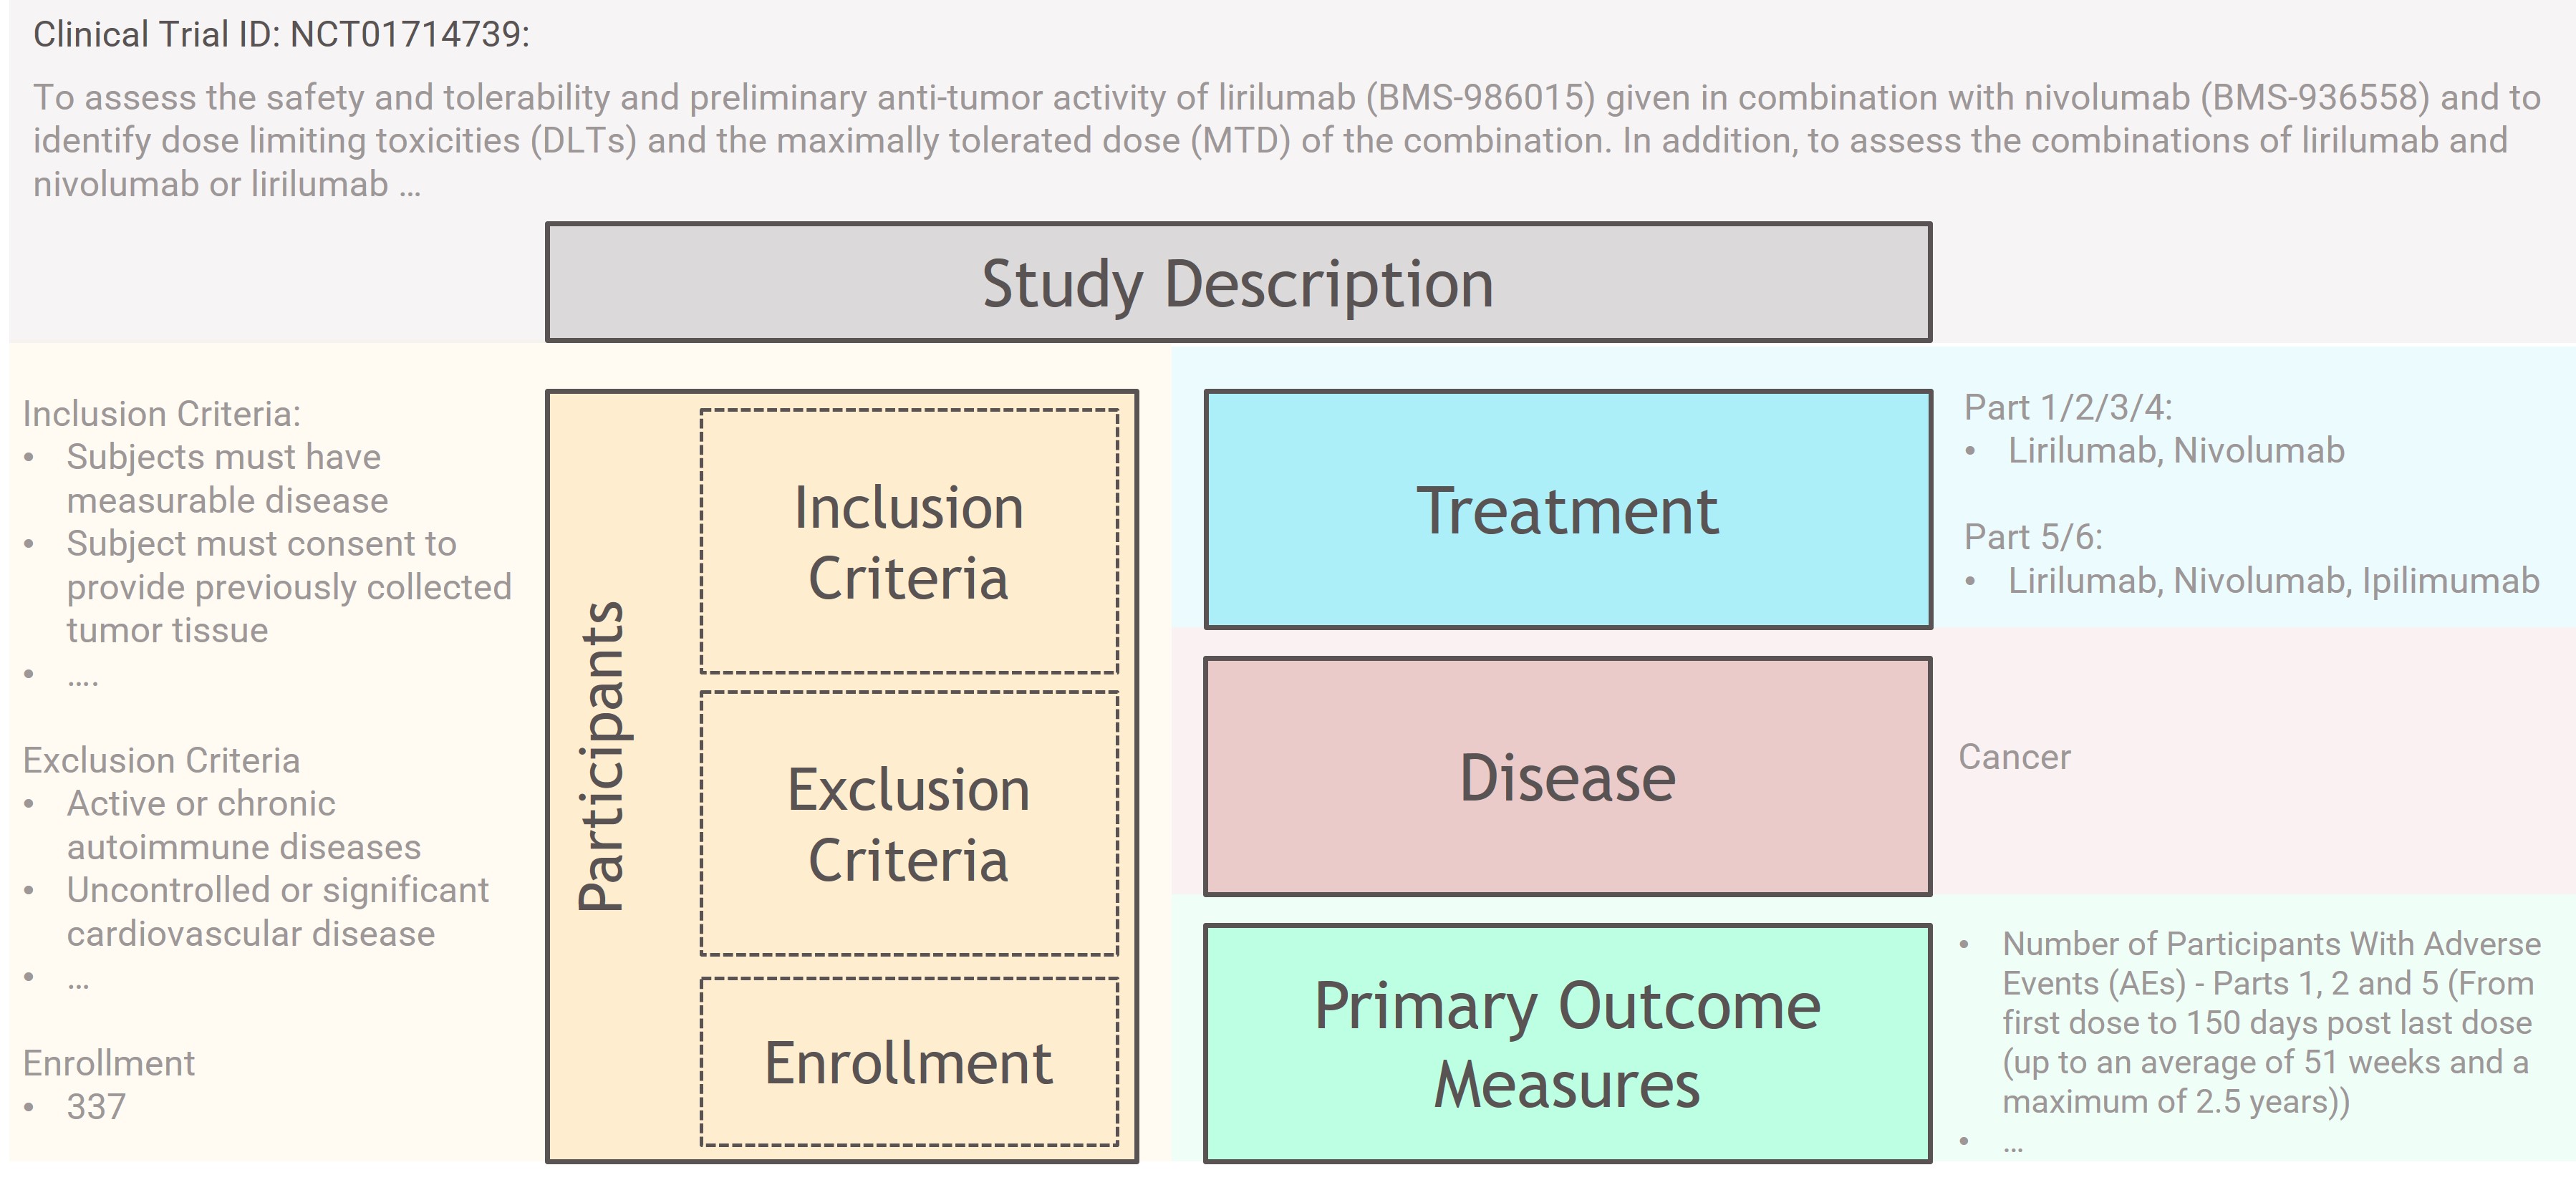 Clinical Trial ID: NCT01714739:
To assess the safety and tolerability and preliminary anti-tumor activity of lirilumab (BMS-986015) given in combination with nivolumab (BMS-936558) and to
identify dose limiting toxicities (DLTs) and the maximally tolerated dose (MTD) of the combination. In addition, to assess the combinations of lirilumab and
nivolumab or lirilumab ...
Study Description
Inclusion Criteria:
• Subjects must have
measurable disease
• Subject must consent to
provide previously collected
tumor tissue
• ....
Exclusion Criteria
• Active or chronic
autoimmune diseases
• Uncontrolled or significant
cardiovascular disease
• ...
Enrollment
• 337
Participants
Inclusion
Criteria
Exclusion
Criteria
Enrollment
Treatment
Part 1/2/3/4:
• Lirilumab, Nivolumab
Part 5/6:
• Lirilumab, Nivolumab, Ipilimumab
Disease
Cancer
Primary Outcome
Measures
• Number of Participants With Adverse
Events (AEs) - Parts 1, 2 and 5 (From
first dose to 150 days post last dose
(up to an average of 51 weeks and a
maximum of 2.5 years))
• ...